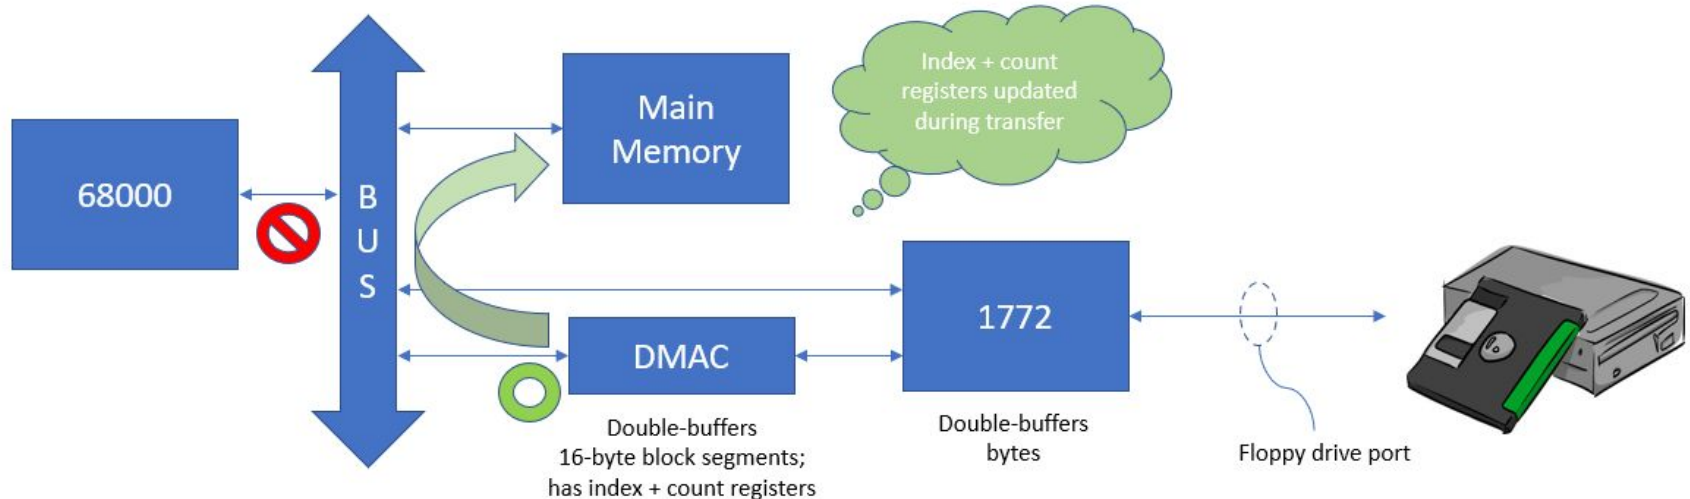 68000
B
U
S
Main
Memory
Index + count
registers updated
during transfer
1772
DMAC
Double-buffers
16-byte block segments;
has index + count registers
Double-buffers
bytes
Floppy drive port